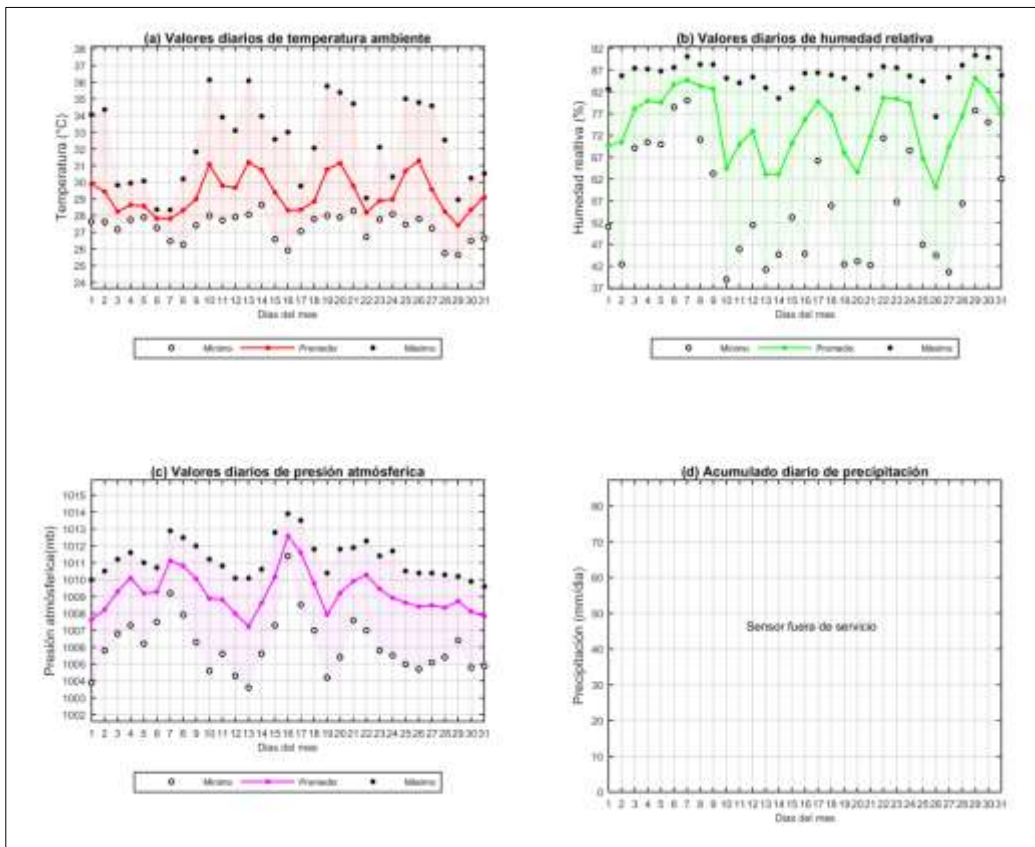 (a) Valores diarios de temperatura ambiente
38
37
36
35
34
33
32
31
30
29
28
27
26
25
24
Temperatura (°C)
1 2 3 4 5 6 7 8 9 10 11 12 13 14 15 16 17 18 19 20 21 22 23 24 25 26 27 28 29 30 31
Dias del mes
Minimo Promedio Máximo
(b) Valores diarios de humedad relativa
92
87
82
77
72
67
62
57
52
47
42
37
Humedad realtiva (%)
1 2 3 4 5 6 7 8 9 10 11 12 13 14 15 16 17 18 19 20 21 22 23 24 25 26 27 28 29 30 31
Dias del mes
Minimo Promedio Máximo
(c) Valores diarios de presión atmósferica
1015
1014
1013
1012
1011
1010
1009
1008
1007
1006
1005
1004
1003
1002
Presión atmósferica(mb)
1 2 3 4 5 6 7 8 9 10 11 12 13 14 15 16 17 18 19 20 21 22 23 24 25 26 27 28 29 30 31
Dias del mes
Minimo Promedio Máximo
(d) Acumulado diario de precipitación
80
70
60
50
40
30
20
10
0
Precipitación (mm/dia)
Sensor fuera de servicio
1 2 3 4 5 6 7 8 9 10 11 12 13 14 15 16 17 18 19 20 21 22 23 24 25 26 27 28 29 30 31
Dias del mes